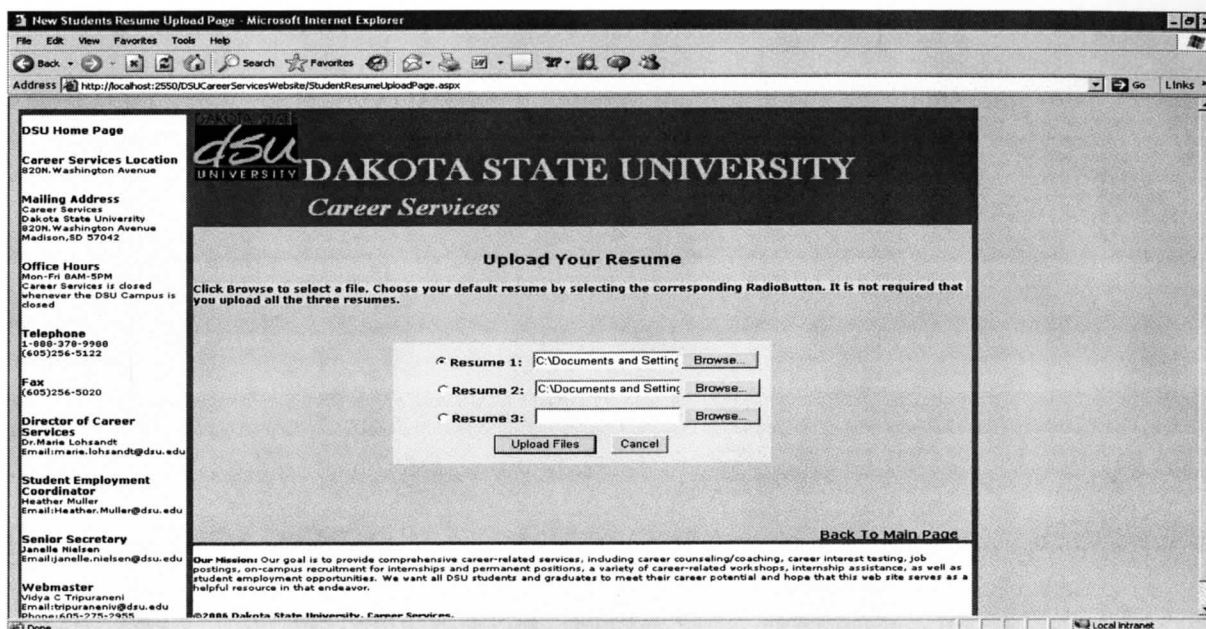 New Students Resume Upload Page - Microsoft Internet Explorer
File Edit View Favorites Tools Help
Back Search Favorites
Address http://localhost:2550/DSUCareerServicesWebsite/StudentResumeUploadPage.aspx Go Links
DSU Home Page
Career Services Location
820N.Washington Avenue
Mailing Address
Career Services
Dakota State University
820N.Washington Avenue
Madison,SD 57042
Office Hours
Mon-Fri 8AM-5PM
Career Services is closed
whenever the DSU Campus is
closed
Telephone
1-888-378-9988
(605)256-5122
Fax
(605)256-5020
Director of Career
Services
Dr.Marie Lohsandt
Email:marie.lohsandt@dsu.edu
Student Employment
Coordinator
Heather Muller
Email:Heather.Muller@dsu.edu
Senior Secretary
Janelle Nielsen
Email:janelle.nielsen@dsu.edu
Webmaster
Vidya C Tripuraneni
Email:tripuraneniv@dsu.edu
Phone:605-275-2955
DAKOTA STATE
dsu
UNIVERSITY
DAKOTA STATE UNIVERSITY
Career Services
Upload Your Resume
Click Browse to select a file. Choose your default resume by selecting the corresponding RadioButton. It is not required that
you upload all the three resumes.
Resume 1: C:\Documents and Setting Browse...
Resume 2: C:\Documents and Setting Browse...
Resume 3: Browse...
Upload Files Cancel
Back To Main Page
Our Mission: Our goal is to provide comprehensive career-related services, including career counseling/coaching, career interest testing, job
postings, on-campus recruitment for internships and permanent positions, a variety of career-related workshops, internship assistance, as well as
student employment opportunities. We want all DSU students and graduates to meet their career potential and hope that this web site serves as a
helpful resource in that endeavor.
©2006 Dakota State University, Career Services.
Done Local intranet